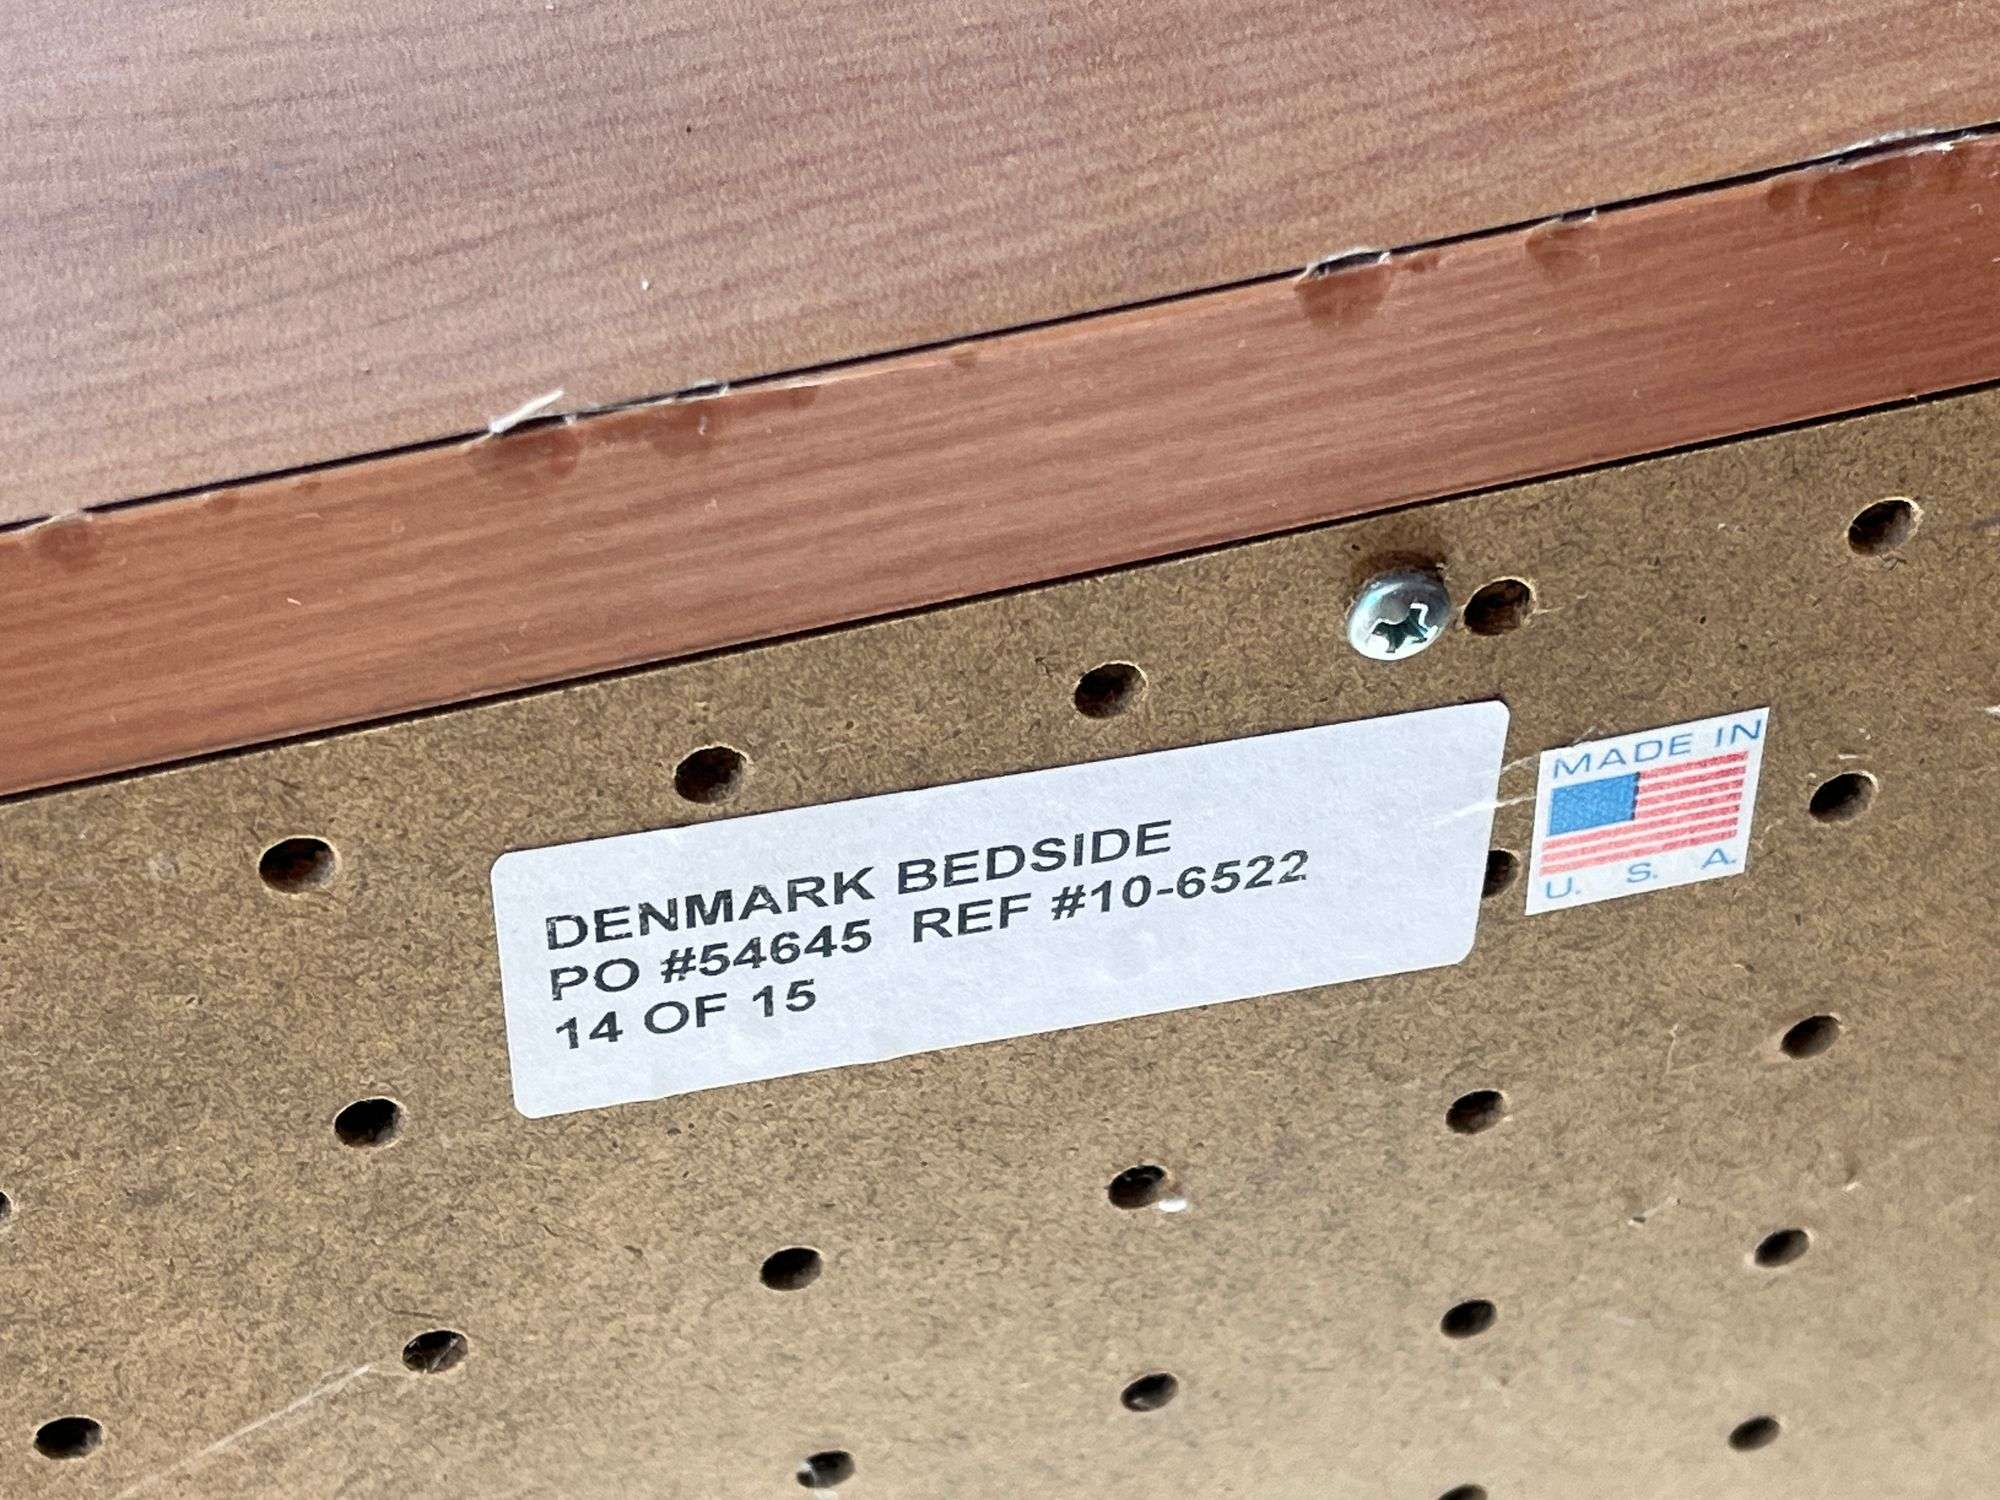 DENMARK BEDSIDE
PO #54645 REF #10-6522
14 OF 15
MADE IN
U. S. A.